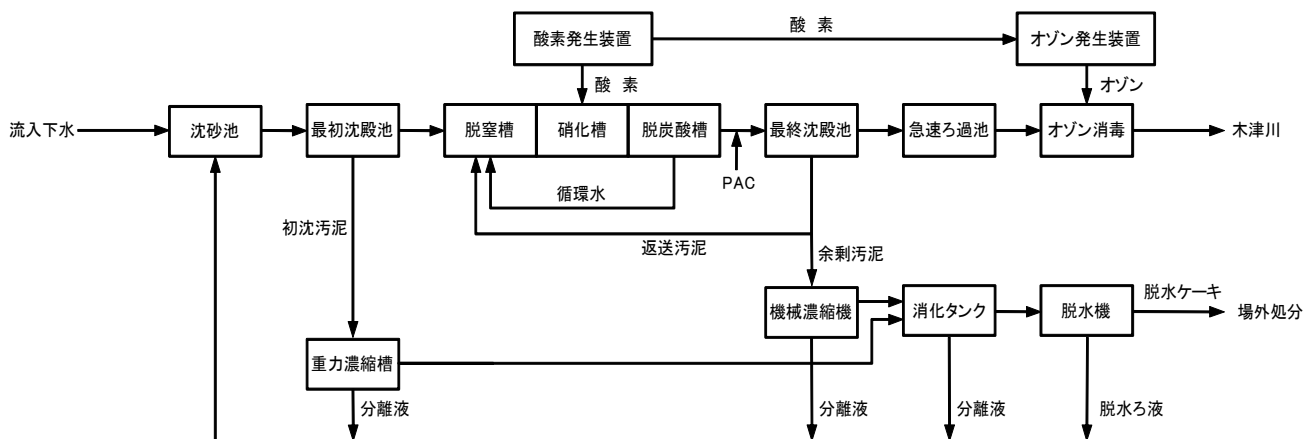 酸素発生装置
酸 素
オゾン発生装置
酸 素
オゾン
流入下水
沈砂池
最初沈殿池
脱窒槽
硝化槽
脱炭酸槽
最終沈殿池
急速ろ過池
オゾン消毒
木津川
PAC
循環水
初沈汚泥
返送汚泥
余剰汚泥
機械濃縮機
消化タンク
脱水機
脱水ケーキ
場外処分
重力濃縮槽
分離液
分離液
分離液
脱水ろ液